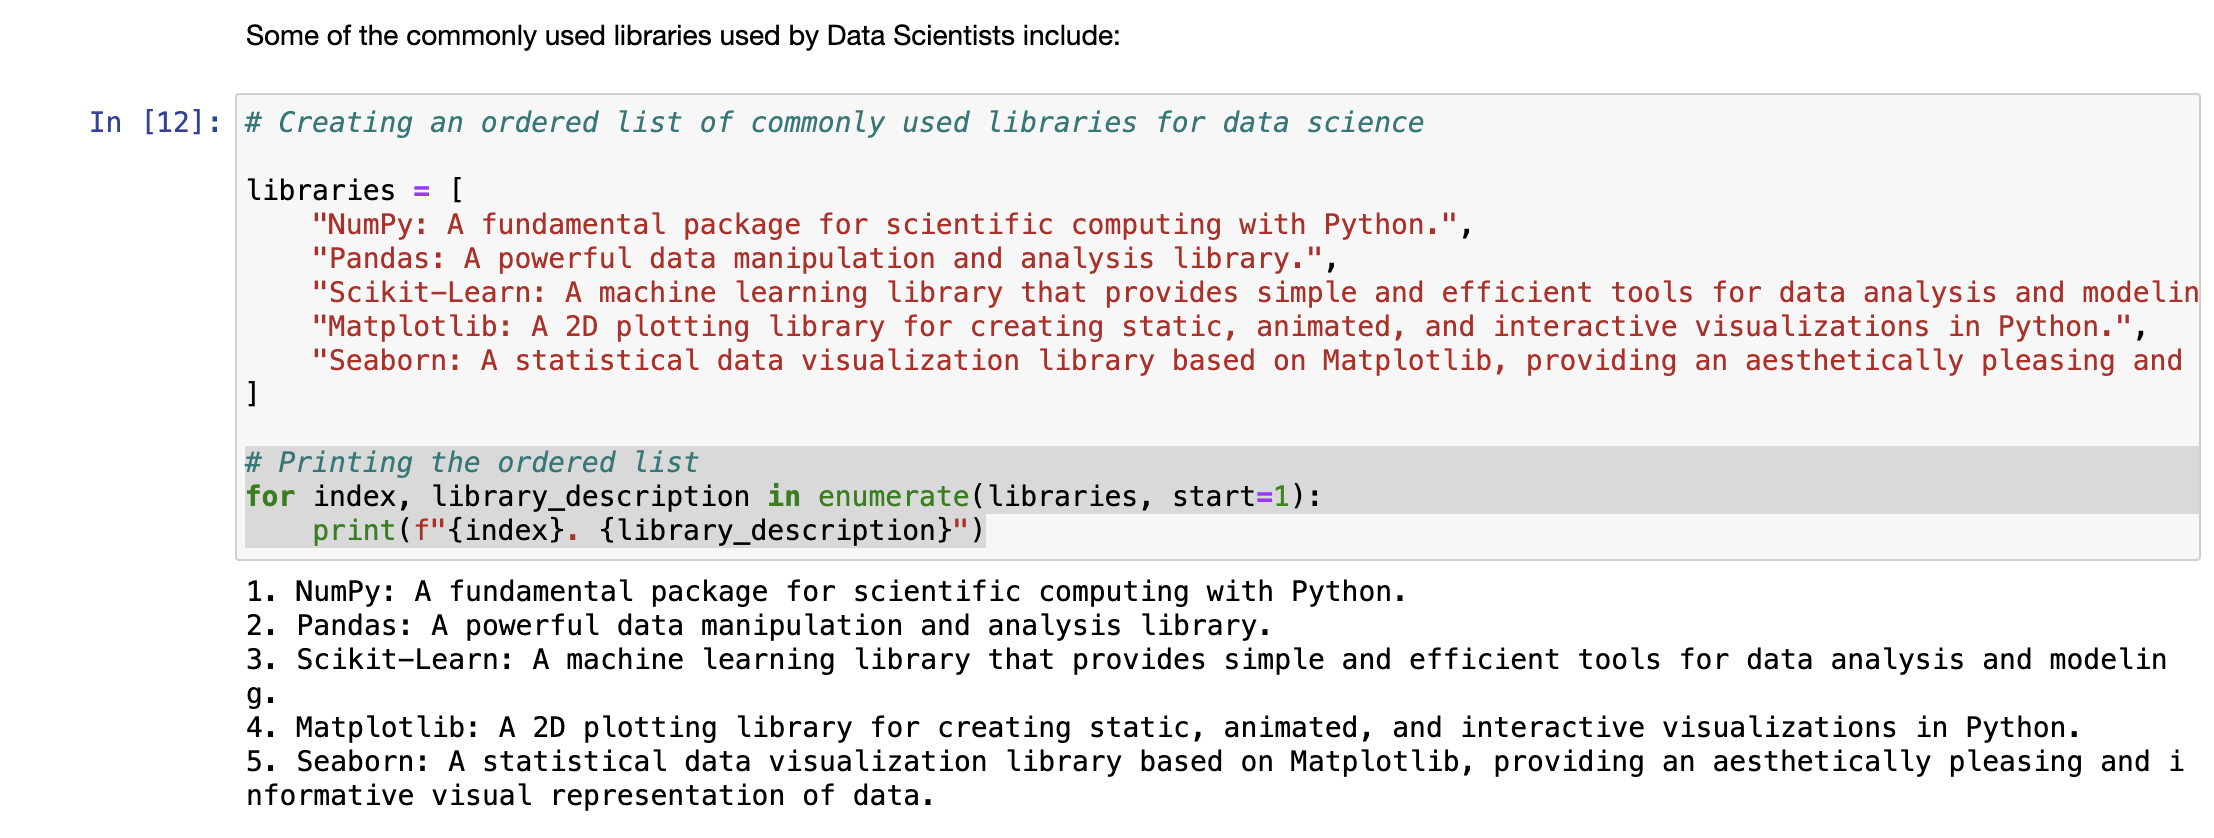 Some of the commonly used libraries used by Data Scientists include:
In [12]: # Creating an ordered list of commonly used libraries for data science
libraries = [
    "NumPy: A fundamental package for scientific computing with Python.",
    "Pandas: A powerful data manipulation and analysis library.",
    "Scikit-Learn: A machine learning library that provides simple and efficient tools for data analysis and modelin
    "Matplotlib: A 2D plotting library for creating static, animated, and interactive visualizations in Python.",
    "Seaborn: A statistical data visualization library based on Matplotlib, providing an aesthetically pleasing and
]
# Printing the ordered list
for index, library_description in enumerate(libraries, start=1):
    print(f"{index}. {library_description}")
1. NumPy: A fundamental package for scientific computing with Python.
2. Pandas: A powerful data manipulation and analysis library.
3. Scikit-Learn: A machine learning library that provides simple and efficient tools for data analysis and modelin
g.
4. Matplotlib: A 2D plotting library for creating static, animated, and interactive visualizations in Python.
5. Seaborn: A statistical data visualization library based on Matplotlib, providing an aesthetically pleasing and i
nformative visual representation of data.